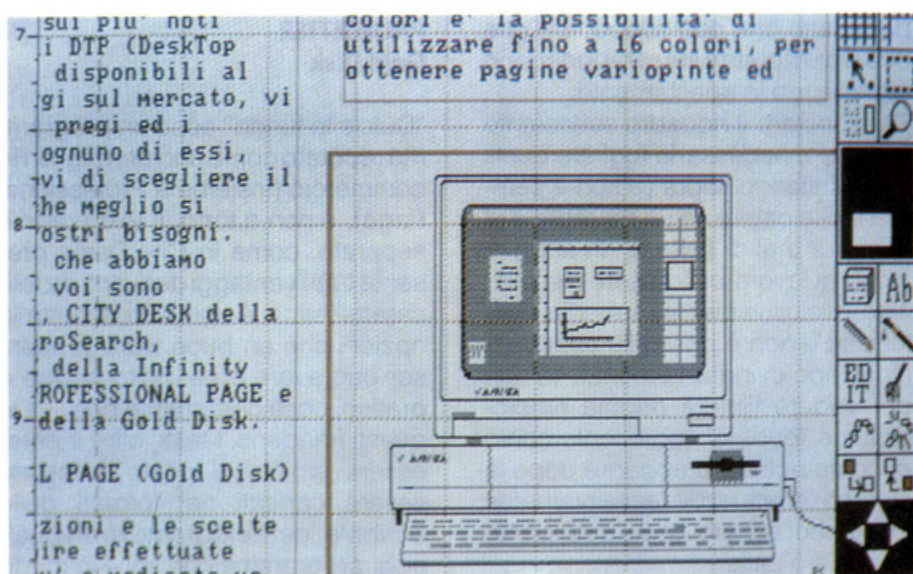 sui piu' noti
i DTP (DeskTop
disponibili al
gi sul mercato, vi
pregi ed i
ognuno di essi,
vi di scegliere il
he meglio si
ostri bisogni.
che abbiamo
voi sono
, CITY DESK della
roSearch,
della Infinity
ROFESSIONAL PAGE e
della Gold Disk.
L PAGE (Gold Disk)
zioni e le scelte
ire effettuate
colori e' la possibilita' di
utilizzare fino a 16 colori, per
ottenere pagine variopinte ed
7
8
9
AMIGA
AMIGA
Ab
ED
IT